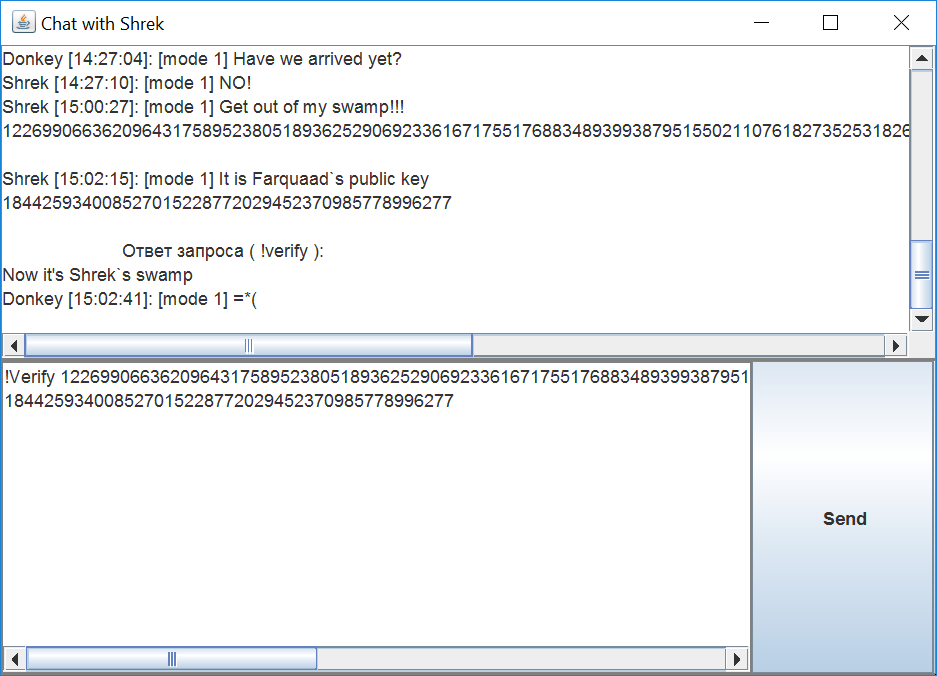 Chat with Shrek
Donkey [14:27:04]: [mode 1] Have we arrived yet?
Shrek [14:27:10]: [mode 1] NO!
Shrek [15:00:27]: [mode 1] Get out of my swamp!!!
1226990663620964317589523805189362529069233616717551768834893993879515502110761827352531826
Shrek [15:02:15]: [mode 1] It is Farquaad`s public key
18442593400852701522877202945237098577899627​7
Ответ запроса ( !verify ):
Now it's Shrek`s swamp
Donkey [15:02:41]: [mode 1] =*(
!Verify 122699066362096431758952380518936252906923361671755176883489399387951
184425934008527015228772029452370985778996277
Send